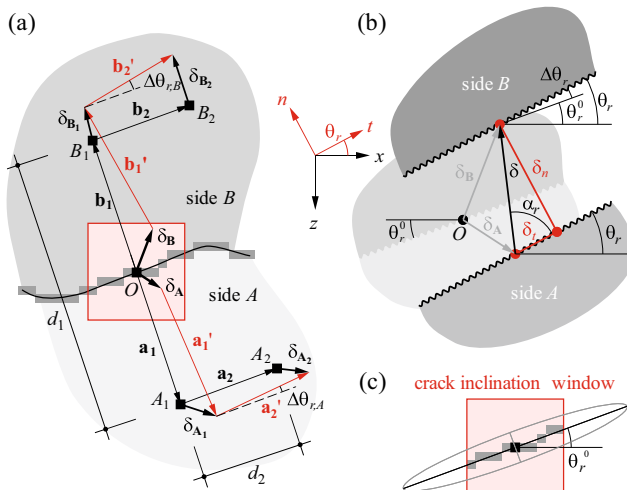 (a)
b₂'
Δθr,B
δB₂
b₂
B₂
δB₁
B₁
b₁'
b₁
side B
δB
O
δA
side A
d₁
a₁
a₁'
A₂
a₂
δA₂
A₁
δA₁
a₂'
Δθr,A
d₂
n
θr
t
x
z
(b)
side B
Δθr
θr⁰
θr
δB
δ
δn
αr
θr⁰
O
δA
δt
θr
side A
(c)
crack inclination window
θr⁰